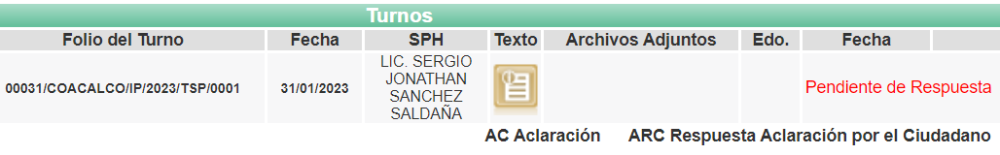 Turnos
Folio del Turno Fecha SPH Texto Archivos Adjuntos Edo. Fecha
00031/COACALCO/IP/2023/TSP/0001 31/01/2023 LIC. SERGIO JONATHAN SANCHEZ SALDAÑA Pendiente de Respuesta
AC Aclaración ARC Respuesta Aclaración por el Ciudadano